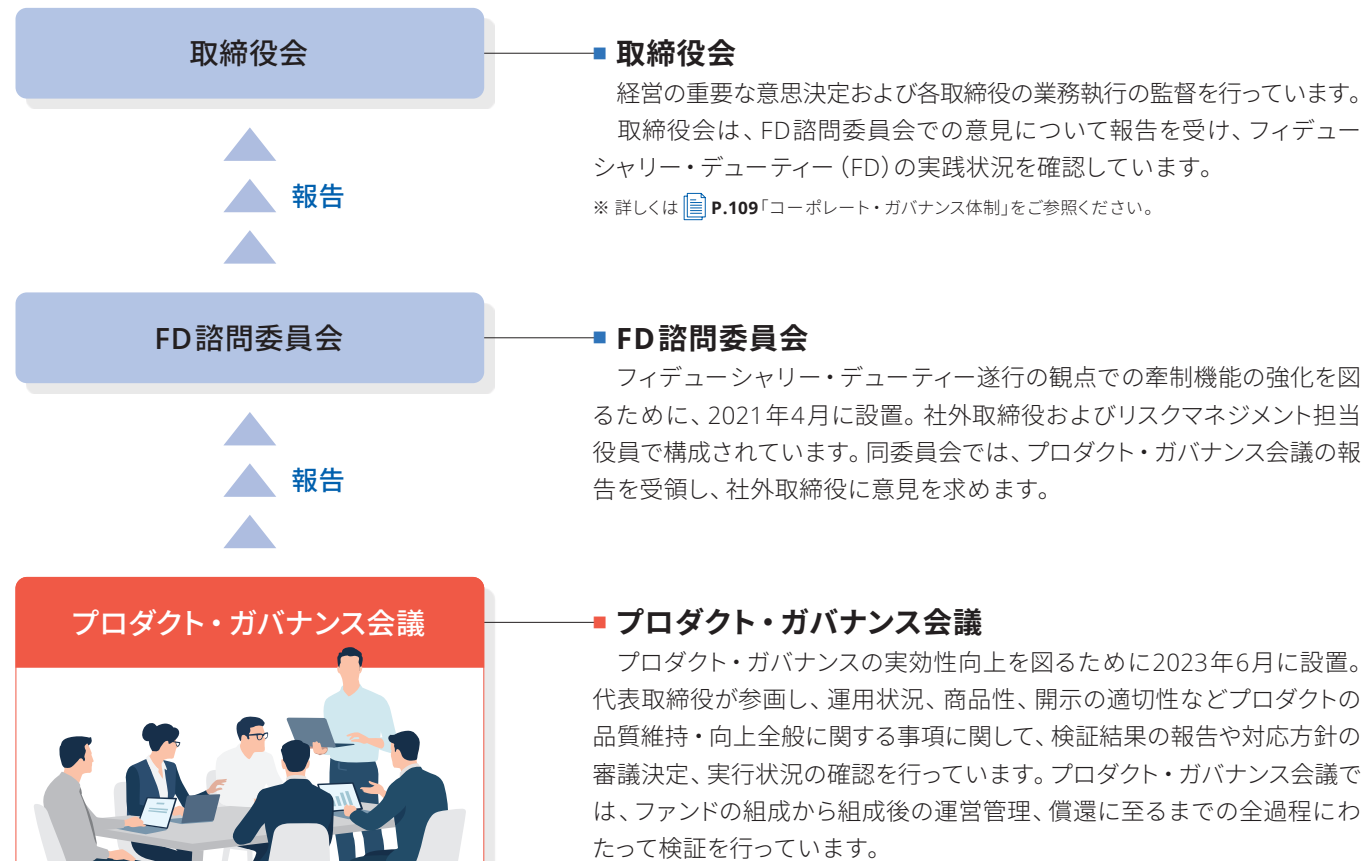 取締役会
■ 取締役会
経営の重要な意思決定および各取締役の業務執行の監督を行っています。
取締役会は、FD諮問委員会での意見について報告を受け、フィデュー
シャリー・デューティー（FD）の実践状況を確認しています。
※ 詳しくは P.109「コーポレート・ガバナンス体制」をご参照ください。
報告
FD諮問委員会
■ FD諮問委員会
フィデューシャリー・デューティー遂行の観点での牽制機能の強化を図
るために、2021年4月に設置。社外取締役およびリスクマネジメント担当
役員で構成されています。同委員会では、プロダクト・ガバナンス会議の報
告を受領し、社外取締役に意見を求めます。
報告
プロダクト・ガバナンス会議
■ プロダクト・ガバナンス会議
プロダクト・ガバナンスの実効性向上を図るために2023年6月に設置。
代表取締役が参画し、運用状況、商品性、開示の適切性などプロダクトの
品質維持・向上全般に関する事項に関して、検証結果の報告や対応方針の
審議決定、実行状況の確認を行っています。プロダクト・ガバナンス会議で
は、ファンドの組成から組成後の運営管理、償還に至るまでの全過程にわ
たって検証を行っています。